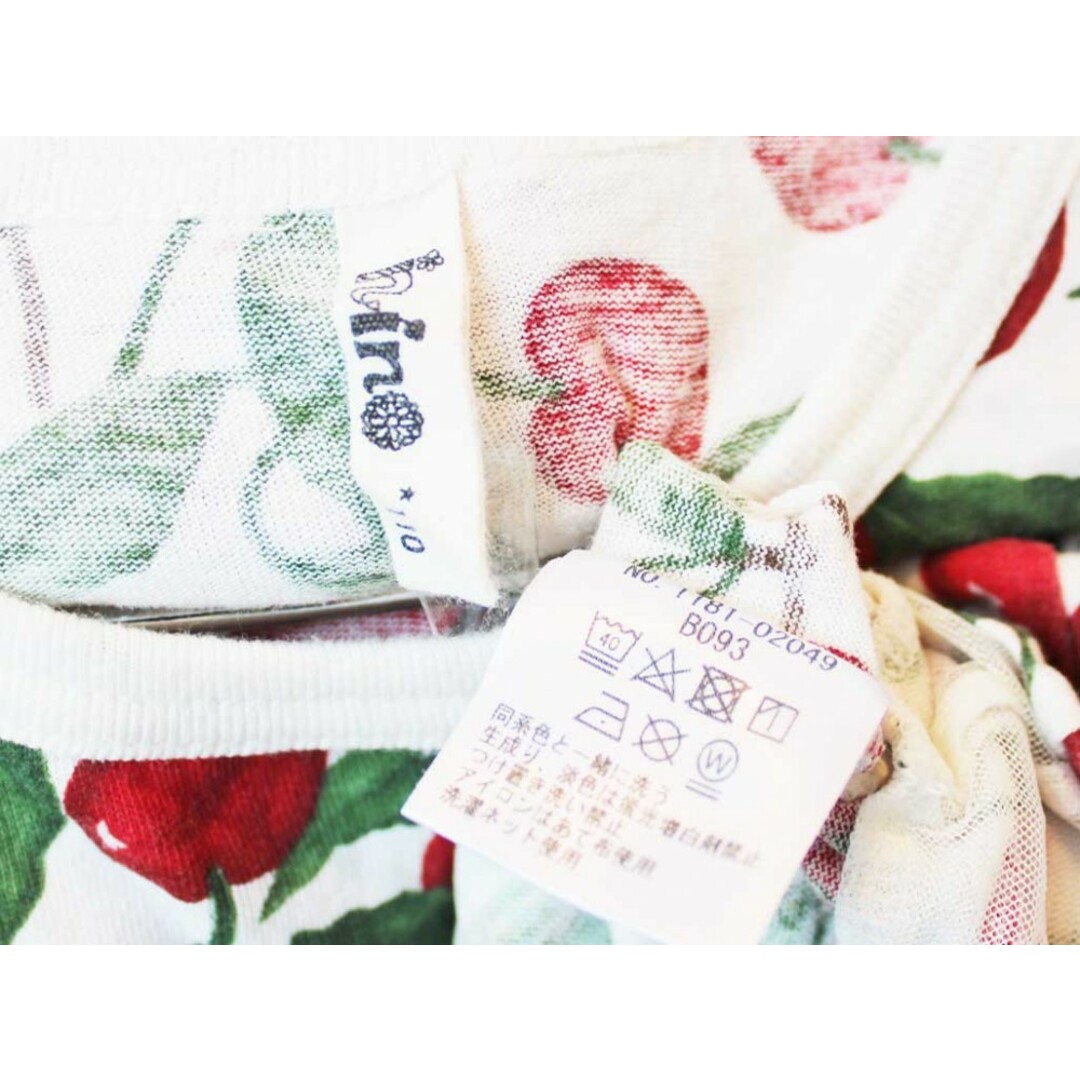 hino
*110
NO. 1181-02049
B093
40
W
同系色と一緒に洗う
生成り、淡色は蛍光増白剤禁止
つけ置き洗い禁止
アイロンはあて布使用
洗濯ネット使用